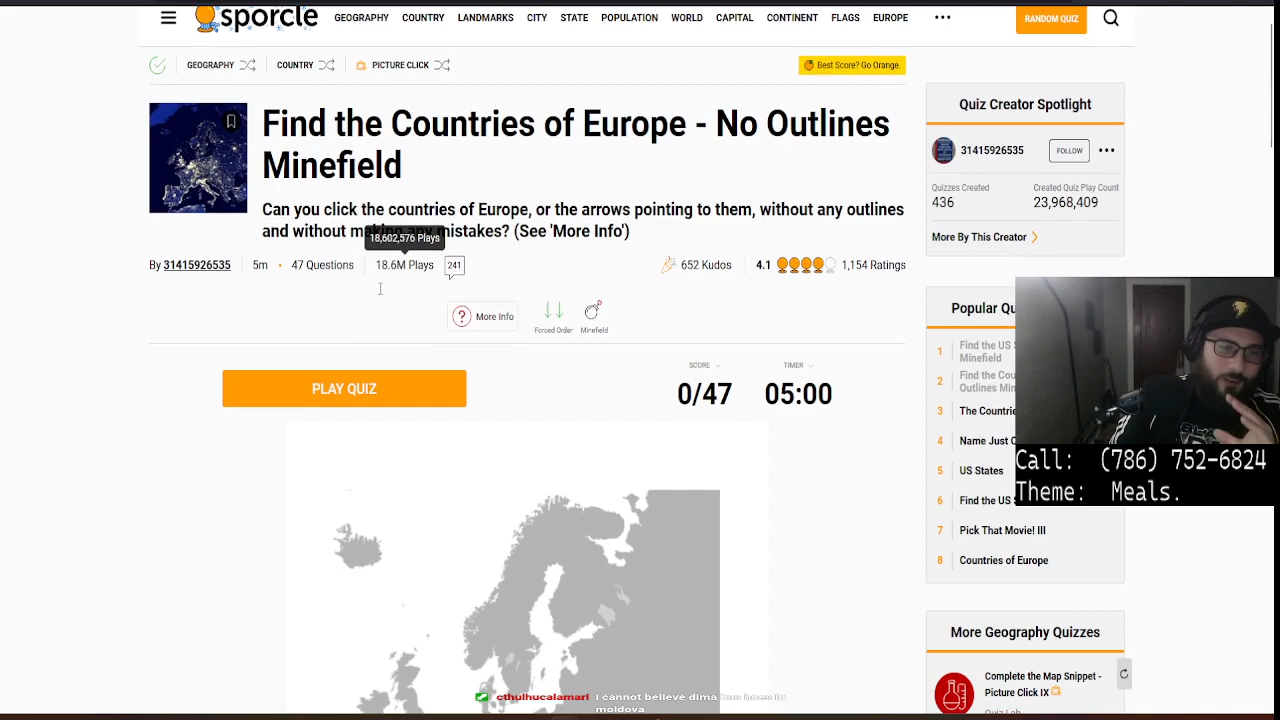 sporcle
GEOGRAPHY COUNTRY LANDMARKS CITY STATE POPULATION WORLD CAPITAL CONTINENT FLAGS EUROPE
RANDOM QUIZ
GEOGRAPHY COUNTRY PICTURE CLICK
Best Score? Go Orange.
Find the Countries of Europe - No Outlines
Minefield
Can you click the countries of Europe, or the arrows pointing to them, without any outlines
and without making any mistakes? (See 'More Info')
18,602,576 Plays
By 31415926535 5m • 47 Questions 18.6M Plays 241
652 Kudos 4.1 1,154 Ratings
? More Info
Forced Order Minefield
PLAY QUIZ
SCORE
0/47
TIMER
05:00
Quiz Creator Spotlight
31415926535 FOLLOW
Quizzes Created
436
Created Quiz Play Count
23,968,409
More By This Creator
Popular Qu
1 Find the US S
Minefield
2 Find the Cou
Outlines Min
3 The Countrie
4 Name Just O
5 US States
6 Find the US S
7 Pick That Movie! III
8 Countries of Europe
Call: (786) 752-6824
Theme: Meals.
More Geography Quizzes
Complete the Map Snippet -
Picture Click IX
Quiz Lab
cthulhucalamari I cannot believe dima has hoes in
moldova